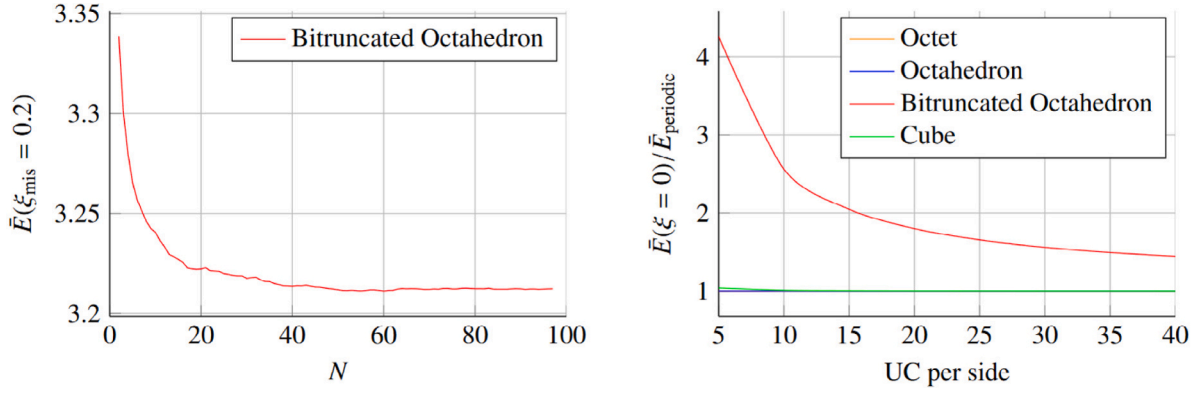 3.35
3.3
3.25
3.2
Ē(ξmis = 0.2)
Bitruncated Octahedron
0 20 40 60 80 100
N
4
3
2
1
Ē(ξ = 0)/Ēperiodic
Octet
Octahedron
Bitruncated Octahedron
Cube
5 10 15 20 25 30 35 40
UC per side